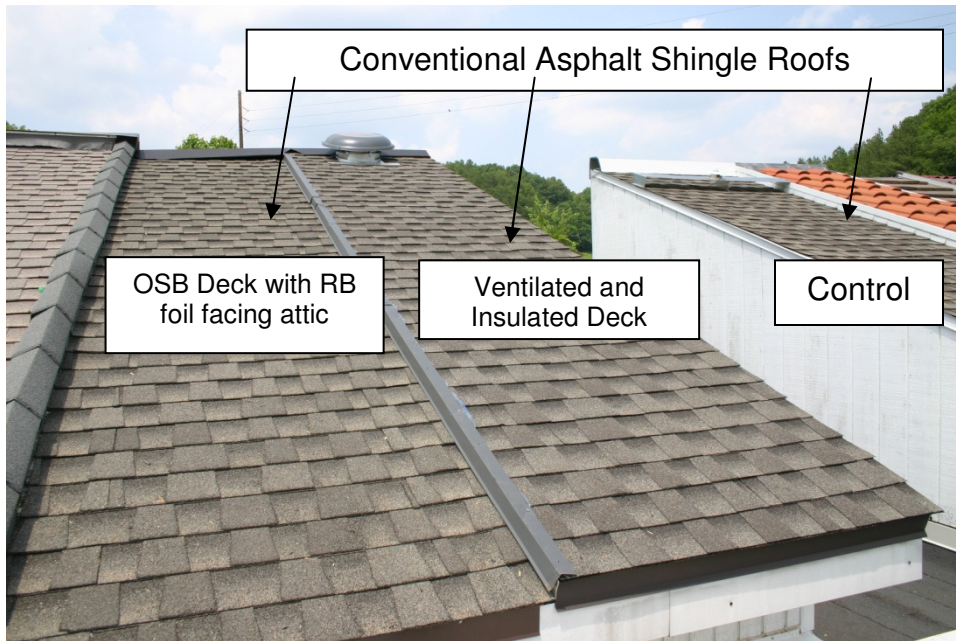 Conventional Asphalt Shingle Roofs
OSB Deck with RB
foil facing attic
Ventilated and
Insulated Deck
Control